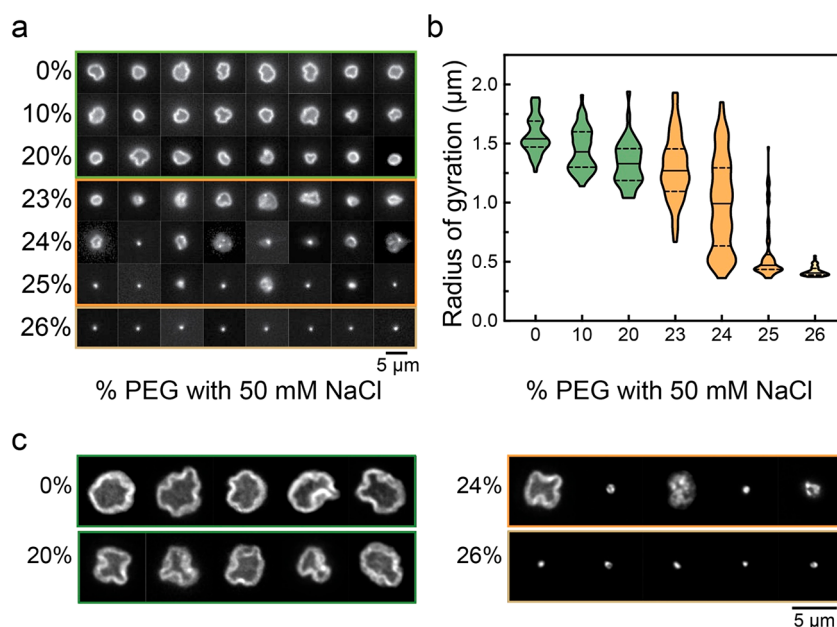 a
0%
10%
20%
23%
24%
25%
26%
5 µm
% PEG with 50 mM NaCl
b
Radius of gyration (µm)
2.0
1.5
1.0
0.5
0.0
0 10 20 23 24 25 26
% PEG with 50 mM NaCl
c
0%
20%
24%
26%
5 µm